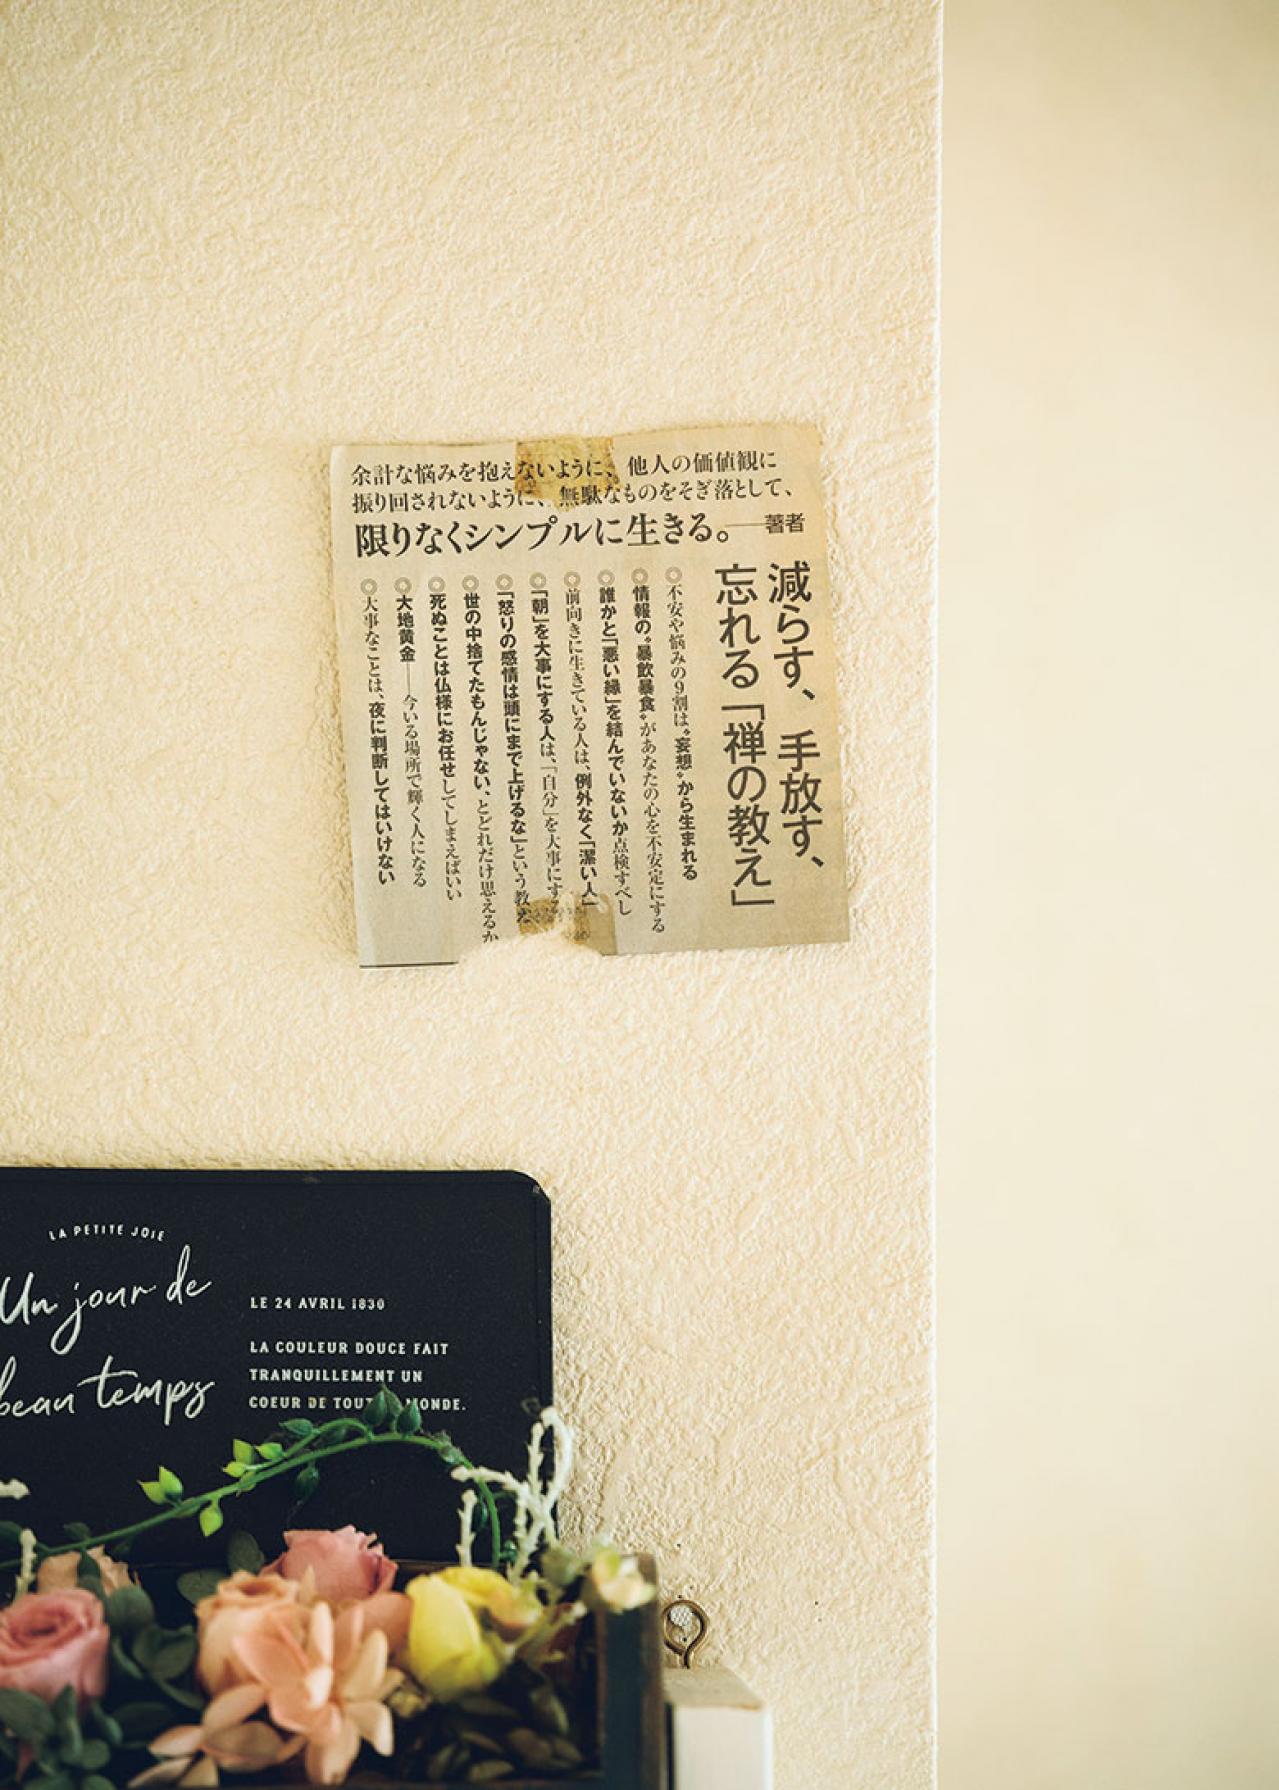 余計な悩みを抱えないように、他人の価値観に
振り回されないように、無駄なものをそぎ落として、
限りなくシンプルに生きる。――著者
減らす、手放す、
忘れる「禅の教え」
◎不安や悩みの9割は〝妄想〟から生まれる
◎情報の〝暴飲暴食〟があなたの心を不安定にする
◎誰かと「悪い縁」を結んでいないか点検すべし
◎前向きに生きている人は、例外なく「潔い人」
◎「朝」を大事にする人は、「自分」を大事にす
◎「怒りの感情は頭にまで上げるな」という教え
◎世の中捨てたもんじゃない、とどれだけ思えるか
◎死ぬことは仏様にお任せしてしまえばいい
◎大地黄金――今いる場所で輝く人になる
◎大事なことは、夜に判断してはいけない
LA PETITE JOIE
Un jour de
beau temps
LE 24 AVRIL 1830
LA COULEUR DOUCE FAIT
TRANQUILLEMENT UN
COEUR DE TOUT MONDE.